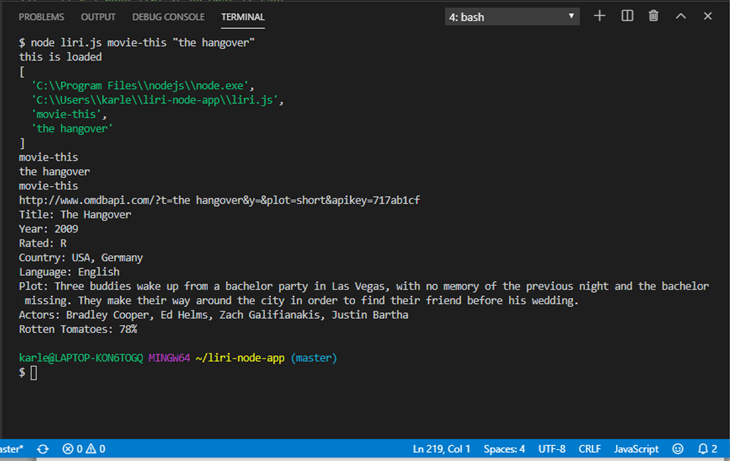 PROBLEMS OUTPUT DEBUG CONSOLE TERMINAL 4: bash
$ node liri.js movie-this "the hangover"
this is loaded
[
'C:\\Program Files\\nodejs\\node.exe',
'C:\\Users\\karle\\liri-node-app\\liri.js',
'movie-this',
'the hangover'
]
movie-this
the hangover
movie-this
http://www.omdbapi.com/?t=the hangover&y=&plot=short&apikey=717ab1cf
Title: The Hangover
Year: 2009
Rated: R
Country: USA, Germany
Language: English
Plot: Three buddies wake up from a bachelor party in Las Vegas, with no memory of the previous night and the bachelor
missing. They make their way around the city in order to find their friend before his wedding.
Actors: Bradley Cooper, Ed Helms, Zach Galifianakis, Justin Bartha
Rotten Tomatoes: 78%
karle@LAPTOP-KON6TOGQ MINGW64 ~/liri-node-app (master)
$
aster* 0 0 Ln 219, Col 1 Spaces: 4 UTF-8 CRLF JavaScript 2